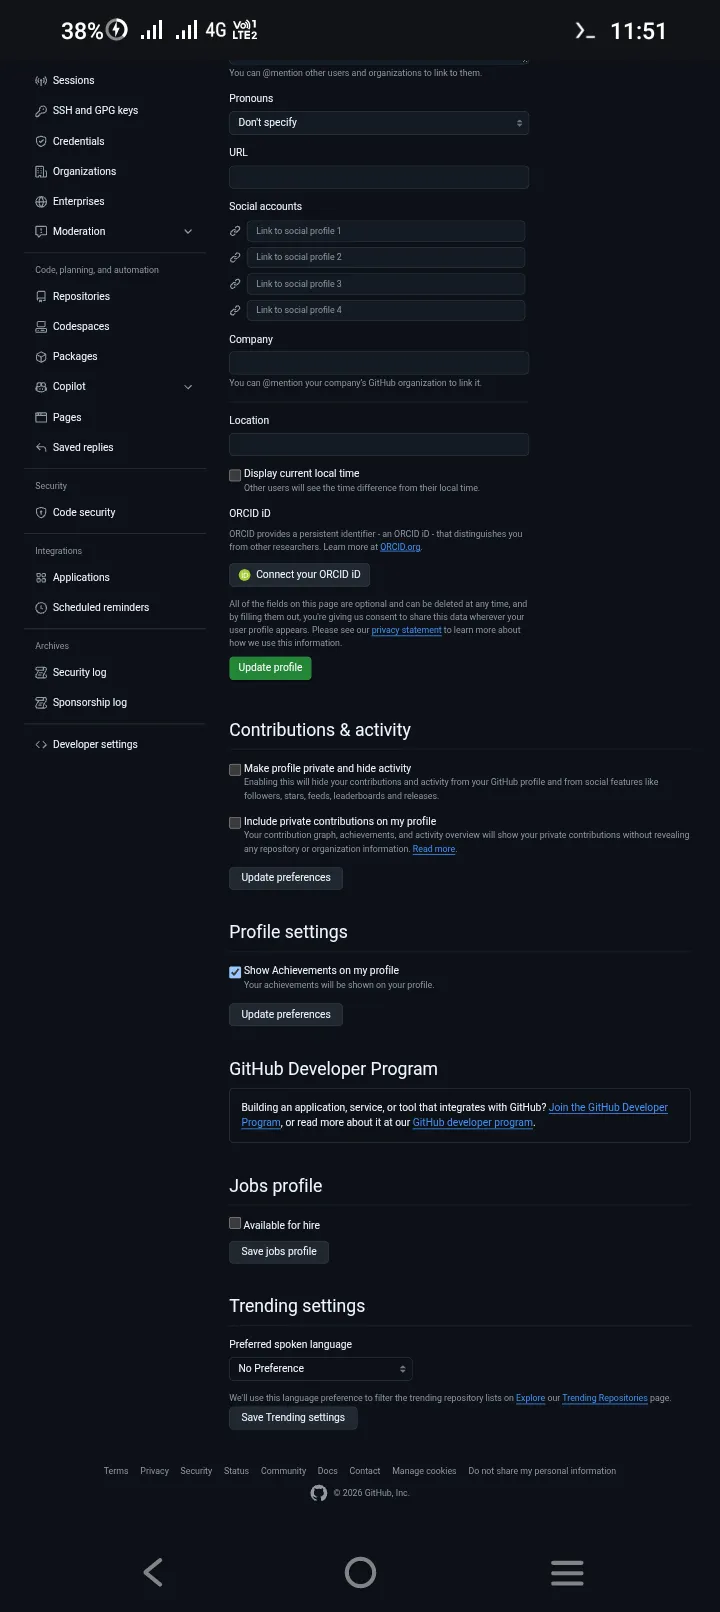 38%
4G
Vo)) 1
LTE2
11:51
Sessions
SSH and GPG keys
Credentials
Organizations
Enterprises
Moderation
Code, planning, and automation
Repositories
Codespaces
Packages
Copilot
Pages
Saved replies
Security
Code security
Integrations
Applications
Scheduled reminders
Archives
Security log
Sponsorship log
Developer settings
You can @mention other users and organizations to link to them.
Pronouns
Don't specify
URL
Social accounts
Link to social profile 1
Link to social profile 2
Link to social profile 3
Link to social profile 4
Company
You can @mention your company's GitHub organization to link it.
Location
Display current local time
Other users will see the time difference from their local time.
ORCID iD
ORCID provides a persistent identifier - an ORCID iD - that distinguishes you
from other researchers. Learn more at ORCID.org.
iD Connect your ORCID iD
All of the fields on this page are optional and can be deleted at any time, and
by filling them out, you're giving us consent to share this data wherever your
user profile appears. Please see our privacy statement to learn more about
how we use this information.
Update profile
Contributions & activity
Make profile private and hide activity
Enabling this will hide your contributions and activity from your GitHub profile and from social features like
followers, stars, feeds, leaderboards and releases.
Include private contributions on my profile
Your contribution graph, achievements, and activity overview will show your private contributions without revealing
any repository or organization information. Read more.
Update preferences
Profile settings
Show Achievements on my profile
Your achievements will be shown on your profile.
Update preferences
GitHub Developer Program
Building an application, service, or tool that integrates with GitHub? Join the GitHub Developer
Program, or read more about it at our GitHub developer program.
Jobs profile
Available for hire
Save jobs profile
Trending settings
Preferred spoken language
No Preference
We'll use this language preference to filter the trending repository lists on Explore our Trending Repositories page.
Save Trending settings
Terms Privacy Security Status Community Docs Contact Manage cookies Do not share my personal information
© 2026 GitHub, Inc.